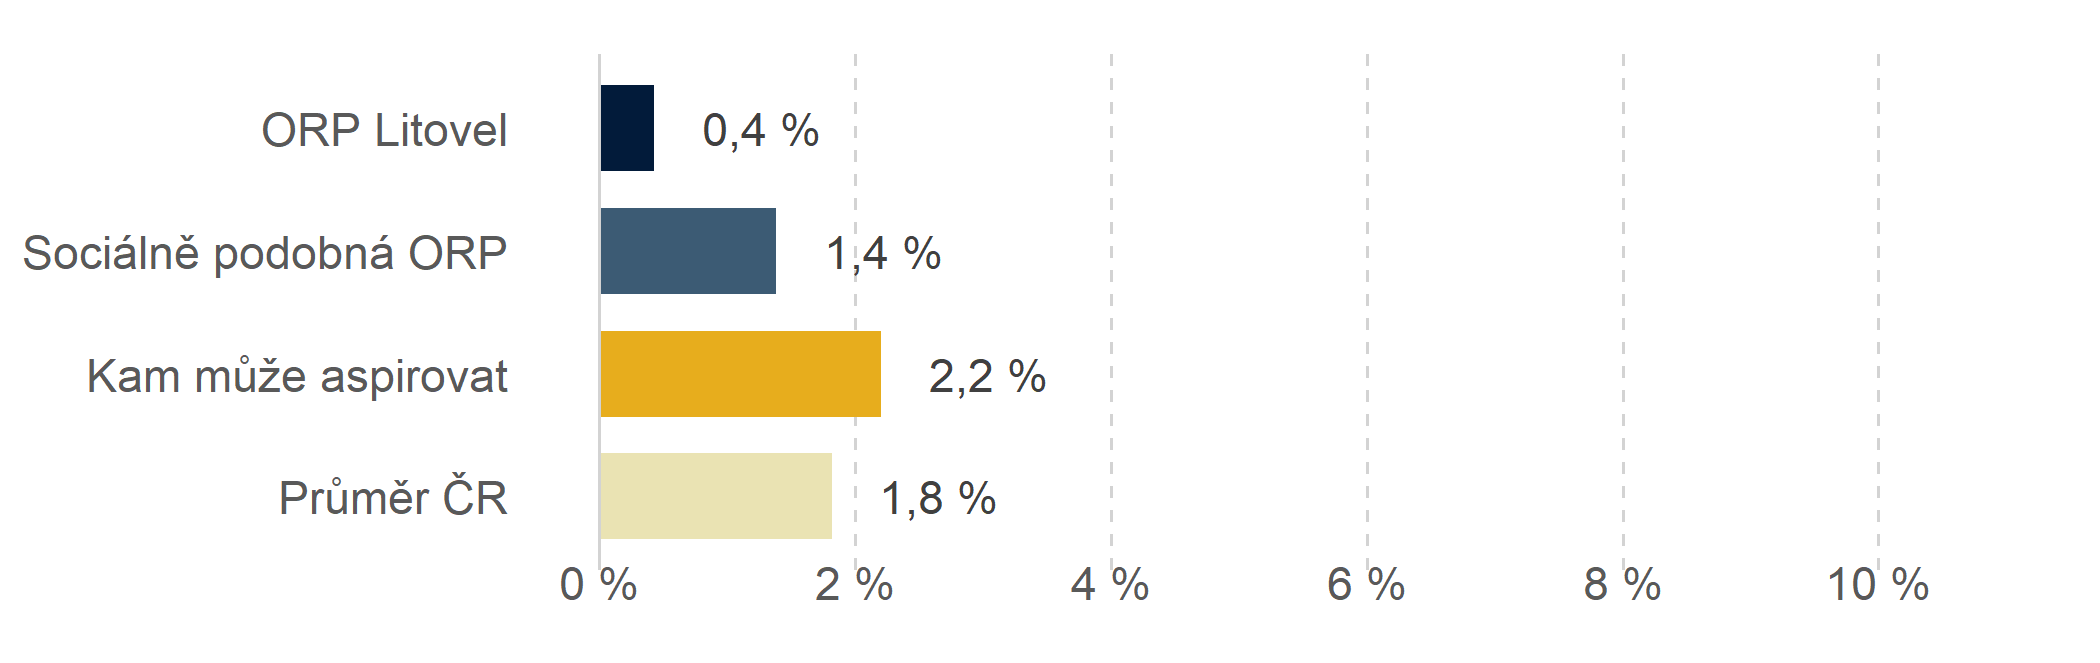 ORP Litovel 0,4 %
Sociálně podobná ORP 1,4 %
Kam může aspirovat 2,2 %
Průměr ČR 1,8 %
0 % 2 % 4 % 6 % 8 % 10 %